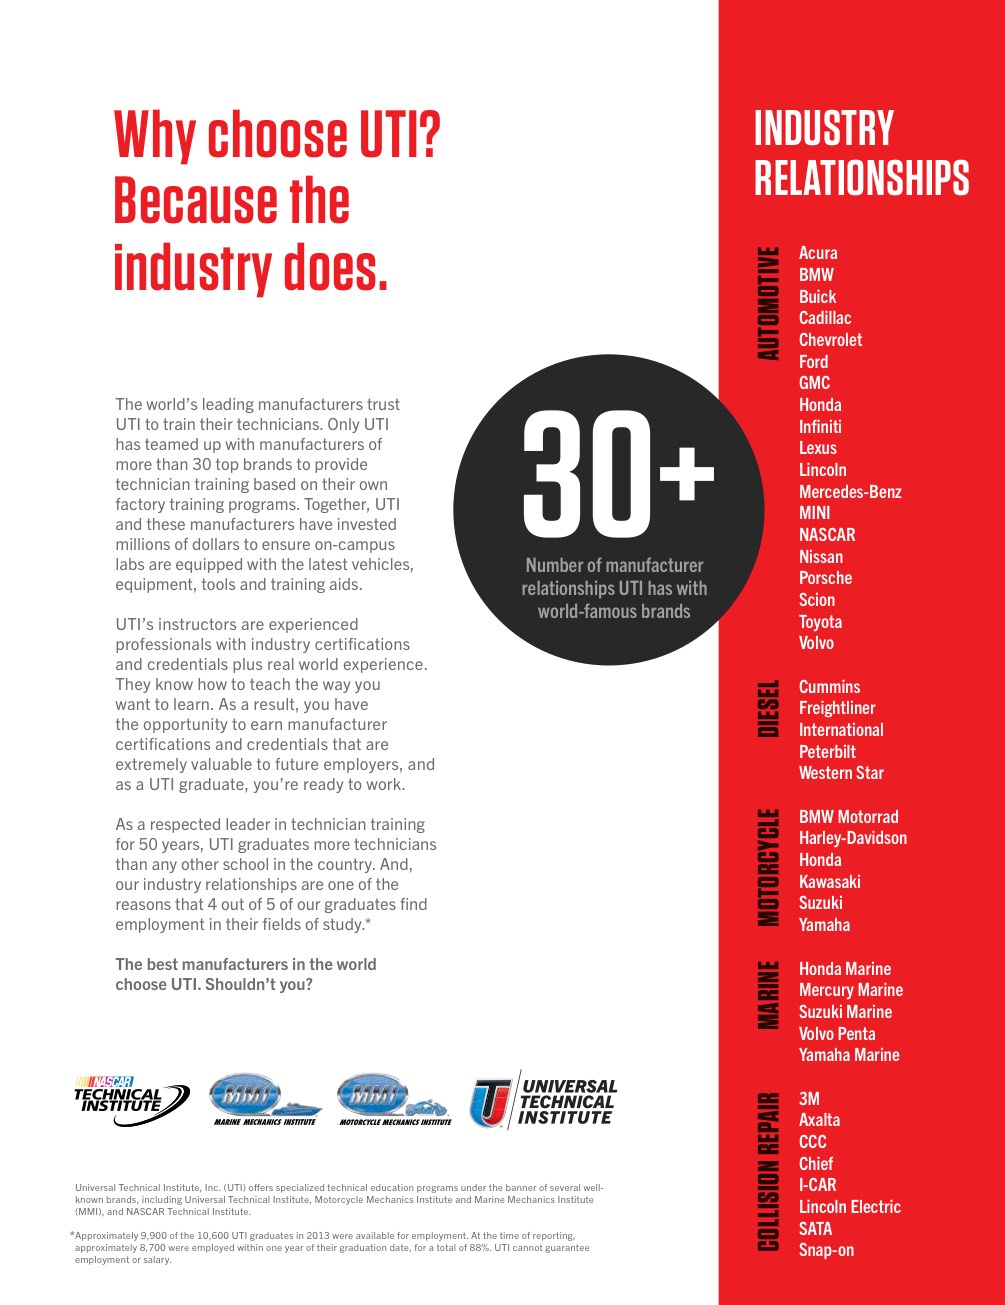 Why choose UTI?
Because the
industry does.
The world's leading manufacturers trust
UTI to train their technicians. Only UTI
has teamed up with manufacturers of
more than 30 top brands to provide
technician training based on their own
factory training programs. Together, UTI
and these manufacturers have invested
millions of dollars to ensure on-campus
labs are equipped with the latest vehicles,
equipment, tools and training aids.
UTI's instructors are experienced
professionals with industry certifications
and credentials plus real world experience.
They know how to teach the way you
want to learn. As a result, you have
the opportunity to earn manufacturer
certifications and credentials that are
extremely valuable to future employers, and
as a UTI graduate, you're ready to work.
As a respected leader in technician training
for 50 years, UTI graduates more technicians
than any other school in the country. And,
our industry relationships are one of the
reasons that 4 out of 5 of our graduates find
employment in their fields of study.*
The best manufacturers in the world
choose UTI. Shouldn't you?
30+
Number of manufacturer
relationships UTI has with
world-famous brands
NASCAR
TECHNICAL
INSTITUTE
MMI
MARINE MECHANICS INSTITUTE
MMI
MOTORCYCLE MECHANICS INSTITUTE
UTI
UNIVERSAL
TECHNICAL
INSTITUTE
Universal Technical Institute, Inc. (UTI) offers specialized technical education programs under the banner of several well-
known brands, including Universal Technical Institute, Motorcycle Mechanics Institute and Marine Mechanics Institute
(MMI), and NASCAR Technical Institute.
*Approximately 9,900 of the 10,600 UTI graduates in 2013 were available for employment. At the time of reporting,
approximately 8,700 were employed within one year of their graduation date, for a total of 88%. UTI cannot guarantee
employment or salary.
INDUSTRY
RELATIONSHIPS
AUTOMOTIVE
Acura
BMW
Buick
Cadillac
Chevrolet
Ford
GMC
Honda
Infiniti
Lexus
Lincoln
Mercedes-Benz
MINI
NASCAR
Nissan
Porsche
Scion
Toyota
Volvo
DIESEL
Cummins
Freightliner
International
Peterbilt
Western Star
MOTORCYCLE
BMW Motorrad
Harley-Davidson
Honda
Kawasaki
Suzuki
Yamaha
MARINE
Honda Marine
Mercury Marine
Suzuki Marine
Volvo Penta
Yamaha Marine
COLLISION REPAIR
3M
Axalta
CCC
Chief
I-CAR
Lincoln Electric
SATA
Snap-on